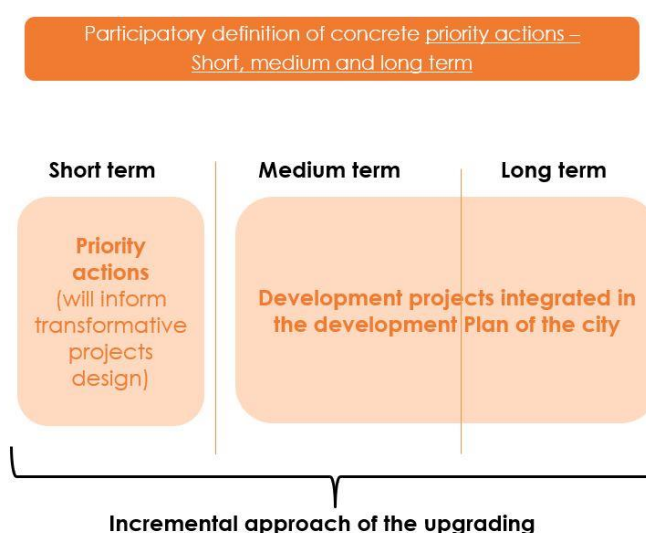 Participatory definition of concrete priority actions –
Short, medium and long term
Short term
Medium term
Long term
Priority
actions
(will inform
transformative
projects
design)
Development projects integrated in
the development Plan of the city
Incremental approach of the upgrading